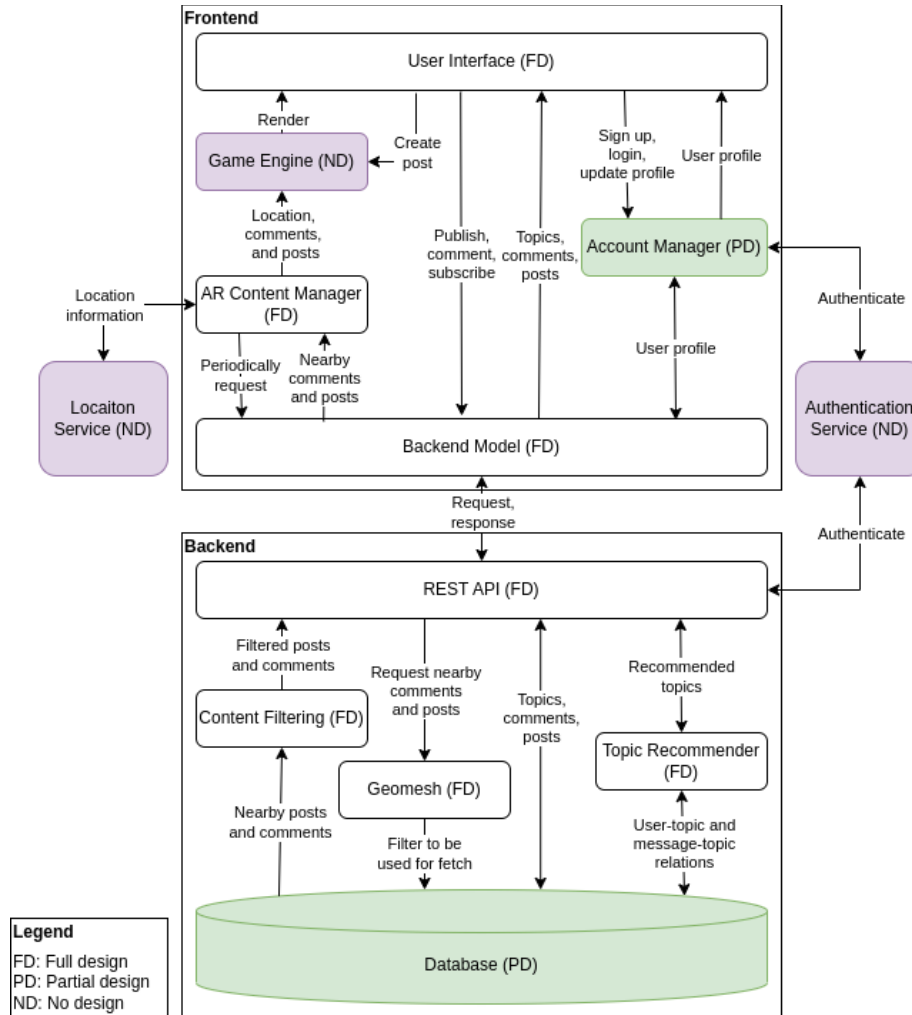 Frontend
User Interface (FD)
Render
Create
post
Sign up,
login,
update profile
User profile
Game Engine (ND)
Location,
comments,
and posts
Publish,
comment,
subscribe
Topics,
comments,
posts
Account Manager (PD)
Location
information
AR Content Manager
(FD)
Authenticate
Periodically
request
Nearby
comments
and posts
User profile
Locaiton
Service (ND)
Authentication
Service (ND)
Backend Model (FD)
Request,
response
Authenticate
Backend
REST API (FD)
Filtered posts
and comments
Request nearby
comments
and posts
Topics,
comments,
posts
Recommended
topics
Content Filtering (FD)
Geomesh (FD)
Topic Recommender
(FD)
Nearby posts
and comments
Filter to be
used for fetch
User-topic and
message-topic
relations
Database (PD)
Legend
FD: Full design
PD: Partial design
ND: No design